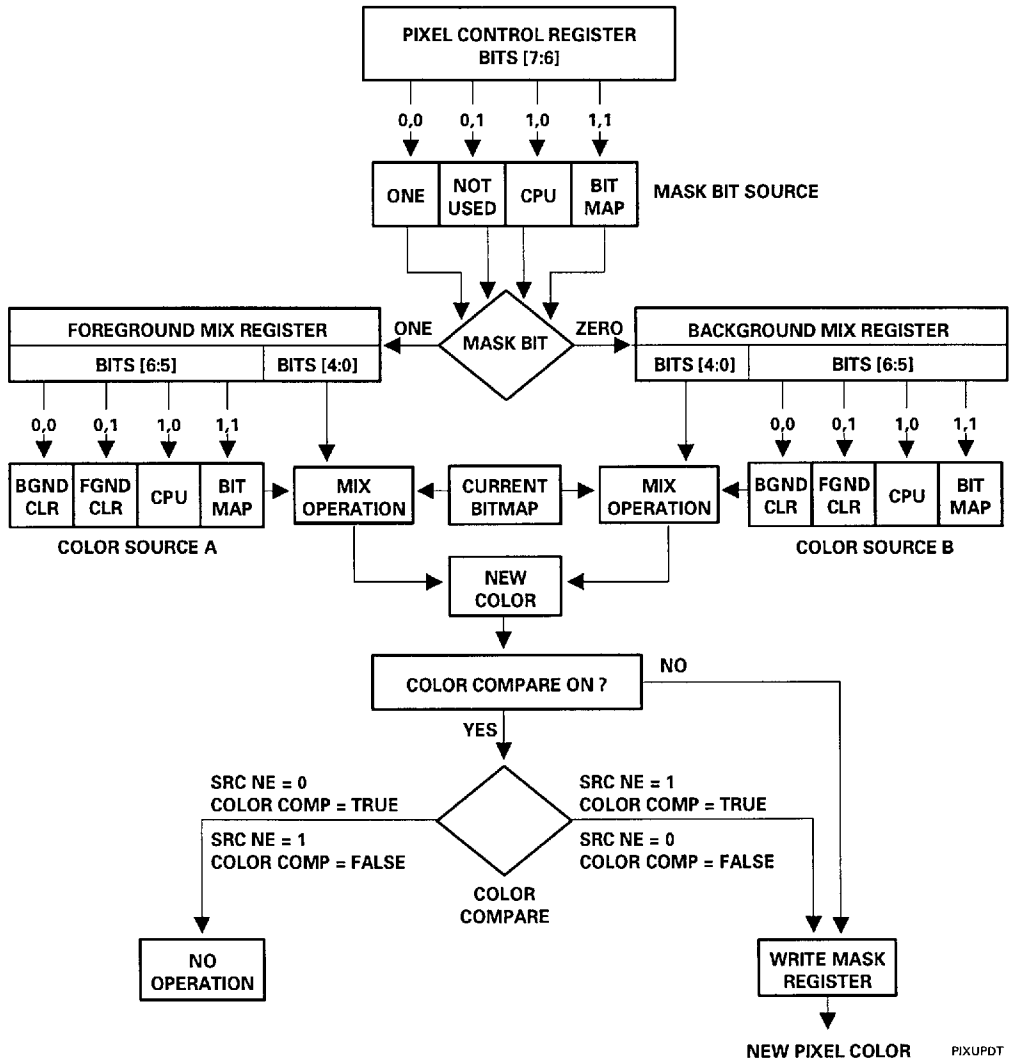 PIXEL CONTROL REGISTER
BITS [7:6]
0,0 0,1 1,0 1,1
ONE
NOT
USED
CPU
BIT
MAP
MASK BIT SOURCE
FOREGROUND MIX REGISTER
BITS [6:5] BITS [4:0]
ONE
MASK BIT
ZERO
BACKGROUND MIX REGISTER
BITS [4:0] BITS [6:5]
0,0 0,1 1,0 1,1
0,0 0,1 1,0 1,1
BGND
CLR
FGND
CLR
CPU
BIT
MAP
COLOR SOURCE A
MIX
OPERATION
CURRENT
BITMAP
MIX
OPERATION
BGND
CLR
FGND
CLR
CPU
BIT
MAP
COLOR SOURCE B
NEW
COLOR
COLOR COMPARE ON ?
NO
YES
SRC NE = 0
COLOR COMP = TRUE
SRC NE = 1
COLOR COMP = FALSE
SRC NE = 1
COLOR COMP = TRUE
SRC NE = 0
COLOR COMP = FALSE
COLOR
COMPARE
NO
OPERATION
WRITE MASK
REGISTER
NEW PIXEL COLOR
PIXUPDT